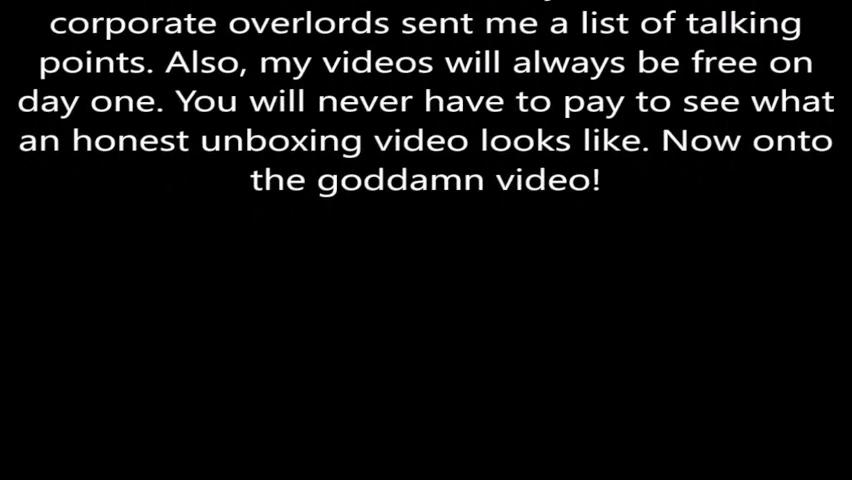 corporate overlords sent me a list of talking
points. Also, my videos will always be free on
day one. You will never have to pay to see what
an honest unboxing video looks like. Now onto
the goddamn video!